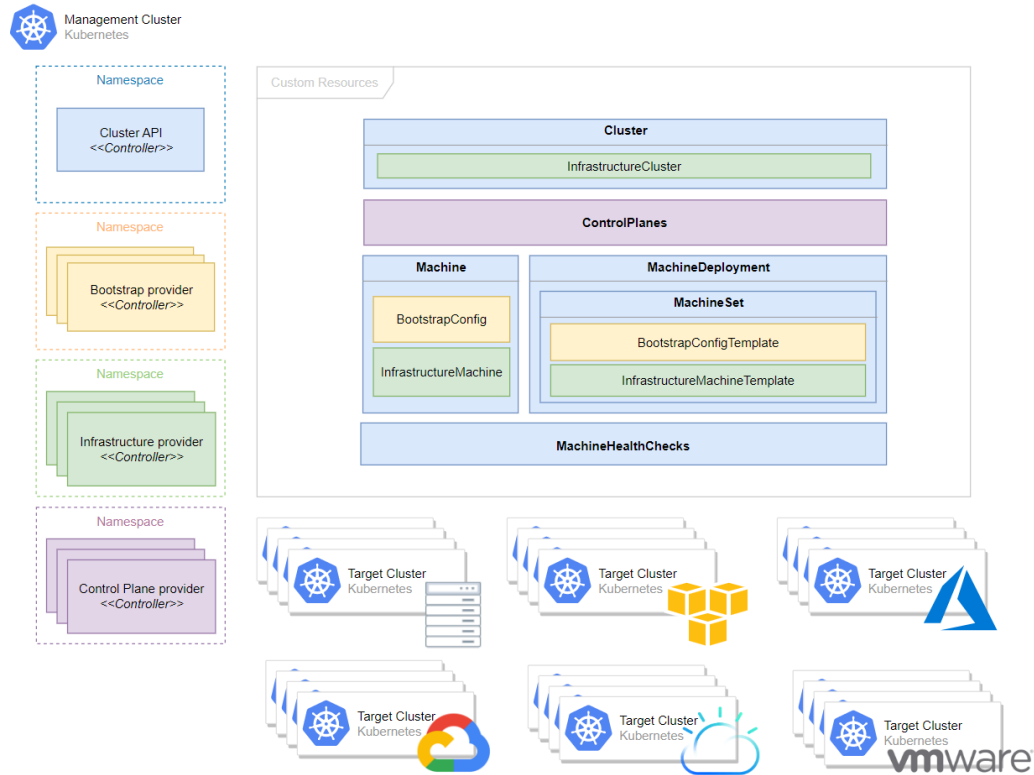 Management Cluster
Kubernetes
Namespace
Cluster API
<<Controller>>
Namespace
Bootstrap provider
<<Controller>>
Namespace
Infrastructure provider
<<Controller>>
Namespace
Control Plane provider
<<Controller>>
Custom Resources
Cluster
InfrastructureCluster
ControlPlanes
Machine
BootstrapConfig
InfrastructureMachine
MachineDeployment
MachineSet
BootstrapConfigTemplate
InfrastructureMachineTemplate
MachineHealthChecks
Target Cluster
Kubernetes
Target Cluster
Kubernetes
Target Cluster
Kubernetes
Target Cluster
Kubernetes
Target Cluster
Kubernetes
Target Cluster
Kubernetes
vmware